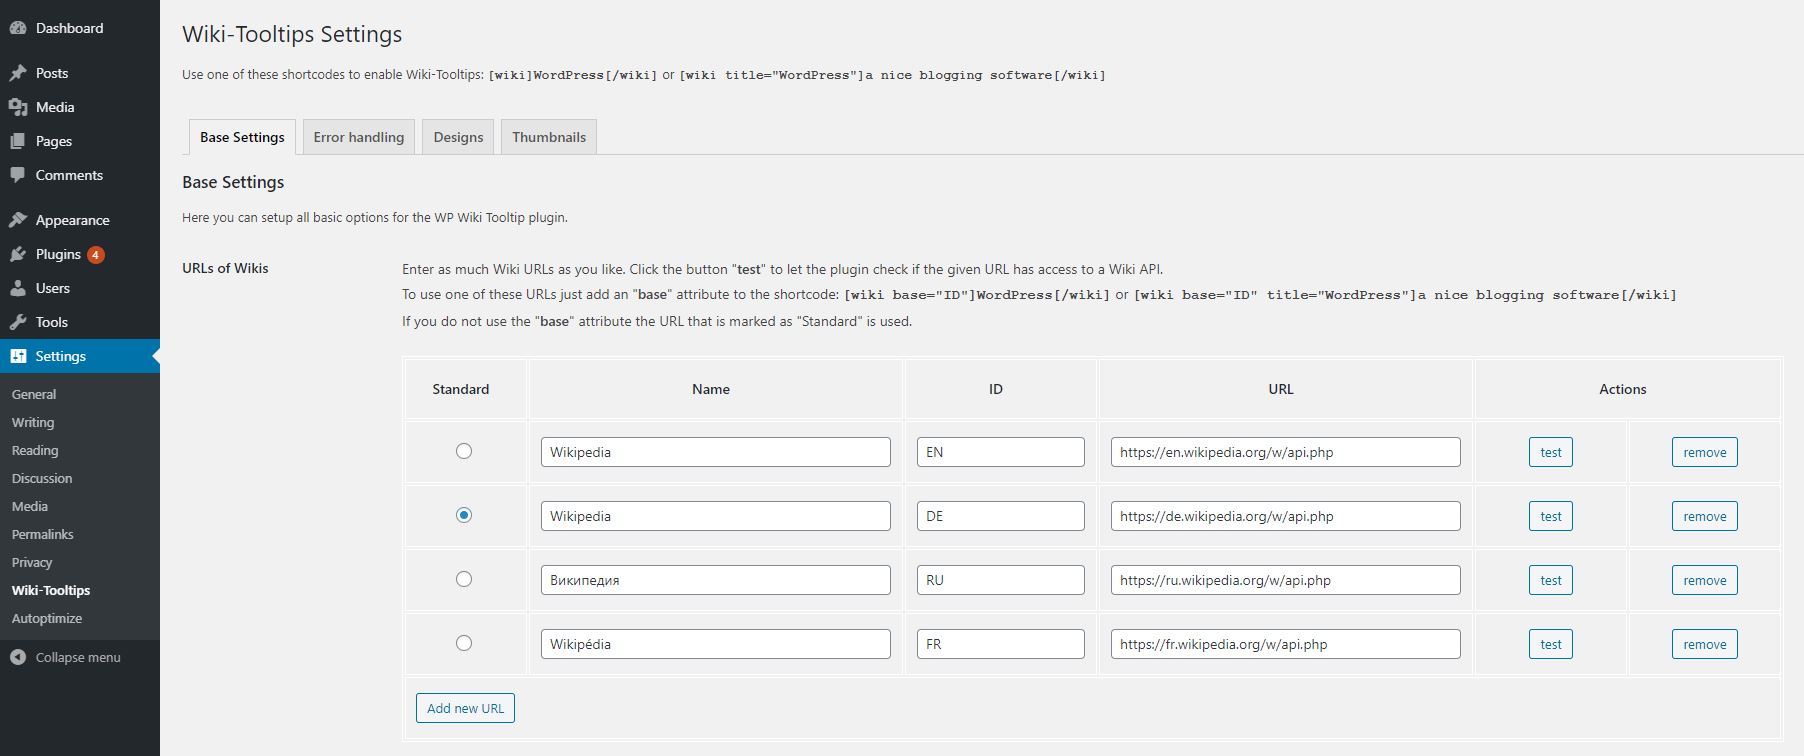 Dashboard
Posts
Media
Pages
Comments
Appearance
Plugins 4
Users
Tools
Settings
General
Writing
Reading
Discussion
Media
Permalinks
Privacy
Wiki-Tooltips
Autoptimize
Collapse menu
Wiki-Tooltips Settings
Use one of these shortcodes to enable Wiki-Tooltips: [wiki]WordPress[/wiki] or [wiki title="WordPress"]a nice blogging software[/wiki]
Base Settings Error handling Designs Thumbnails
Base Settings
Here you can setup all basic options for the WP Wiki Tooltip plugin.
URLs of Wikis
Enter as much Wiki URLs as you like. Click the button "test" to let the plugin check if the given URL has access to a Wiki API.
To use one of these URLs just add an "base" attribute to the shortcode: [wiki base="ID"]WordPress[/wiki] or [wiki base="ID" title="WordPress"]a nice blogging software[/wiki]
If you do not use the "base" attribute the URL that is marked as "Standard" is used.
Standard Name ID URL Actions
Wikipedia EN https://en.wikipedia.org/w/api.php test remove
Wikipedia DE https://de.wikipedia.org/w/api.php test remove
Википедия RU https://ru.wikipedia.org/w/api.php test remove
Wikipédia FR https://fr.wikipedia.org/w/api.php test remove
Add new URL